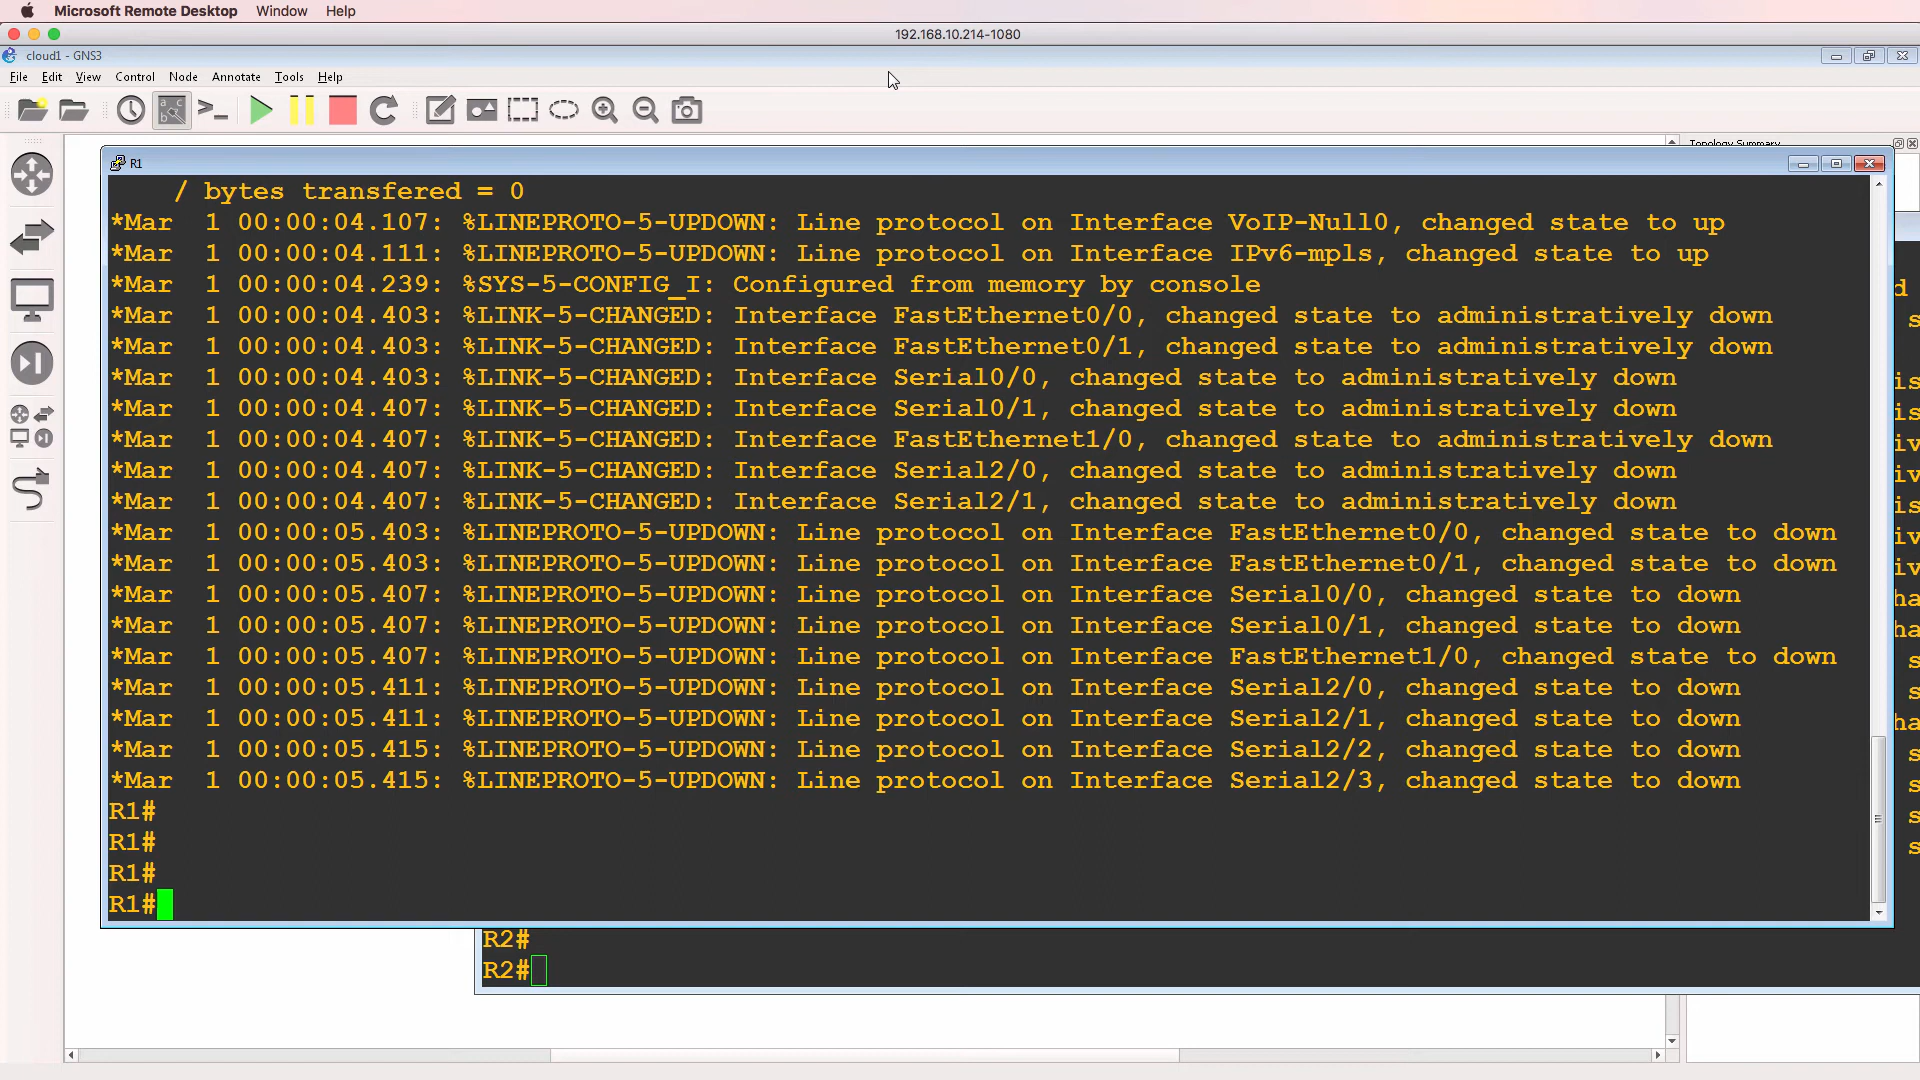 Microsoft Remote Desktop Window Help
192.168.10.214-1080
cloud1 - GNS3
File Edit View Control Node Annotate Tools Help
Topology Summary
R1
/ bytes transfered = 0
*Mar  1 00:00:04.107: %LINEPROTO-5-UPDOWN: Line protocol on Interface VoIP-Null0, changed state to up
*Mar  1 00:00:04.111: %LINEPROTO-5-UPDOWN: Line protocol on Interface IPv6-mpls, changed state to up
*Mar  1 00:00:04.239: %SYS-5-CONFIG_I: Configured from memory by console
*Mar  1 00:00:04.403: %LINK-5-CHANGED: Interface FastEthernet0/0, changed state to administratively down
*Mar  1 00:00:04.403: %LINK-5-CHANGED: Interface FastEthernet0/1, changed state to administratively down
*Mar  1 00:00:04.403: %LINK-5-CHANGED: Interface Serial0/0, changed state to administratively down
*Mar  1 00:00:04.407: %LINK-5-CHANGED: Interface Serial0/1, changed state to administratively down
*Mar  1 00:00:04.407: %LINK-5-CHANGED: Interface FastEthernet1/0, changed state to administratively down
*Mar  1 00:00:04.407: %LINK-5-CHANGED: Interface Serial2/0, changed state to administratively down
*Mar  1 00:00:04.407: %LINK-5-CHANGED: Interface Serial2/1, changed state to administratively down
*Mar  1 00:00:05.403: %LINEPROTO-5-UPDOWN: Line protocol on Interface FastEthernet0/0, changed state to down
*Mar  1 00:00:05.403: %LINEPROTO-5-UPDOWN: Line protocol on Interface FastEthernet0/1, changed state to down
*Mar  1 00:00:05.407: %LINEPROTO-5-UPDOWN: Line protocol on Interface Serial0/0, changed state to down
*Mar  1 00:00:05.407: %LINEPROTO-5-UPDOWN: Line protocol on Interface Serial0/1, changed state to down
*Mar  1 00:00:05.407: %LINEPROTO-5-UPDOWN: Line protocol on Interface FastEthernet1/0, changed state to down
*Mar  1 00:00:05.411: %LINEPROTO-5-UPDOWN: Line protocol on Interface Serial2/0, changed state to down
*Mar  1 00:00:05.411: %LINEPROTO-5-UPDOWN: Line protocol on Interface Serial2/1, changed state to down
*Mar  1 00:00:05.415: %LINEPROTO-5-UPDOWN: Line protocol on Interface Serial2/2, changed state to down
*Mar  1 00:00:05.415: %LINEPROTO-5-UPDOWN: Line protocol on Interface Serial2/3, changed state to down
R1#
R1#
R1#
R1#
R2#
R2#